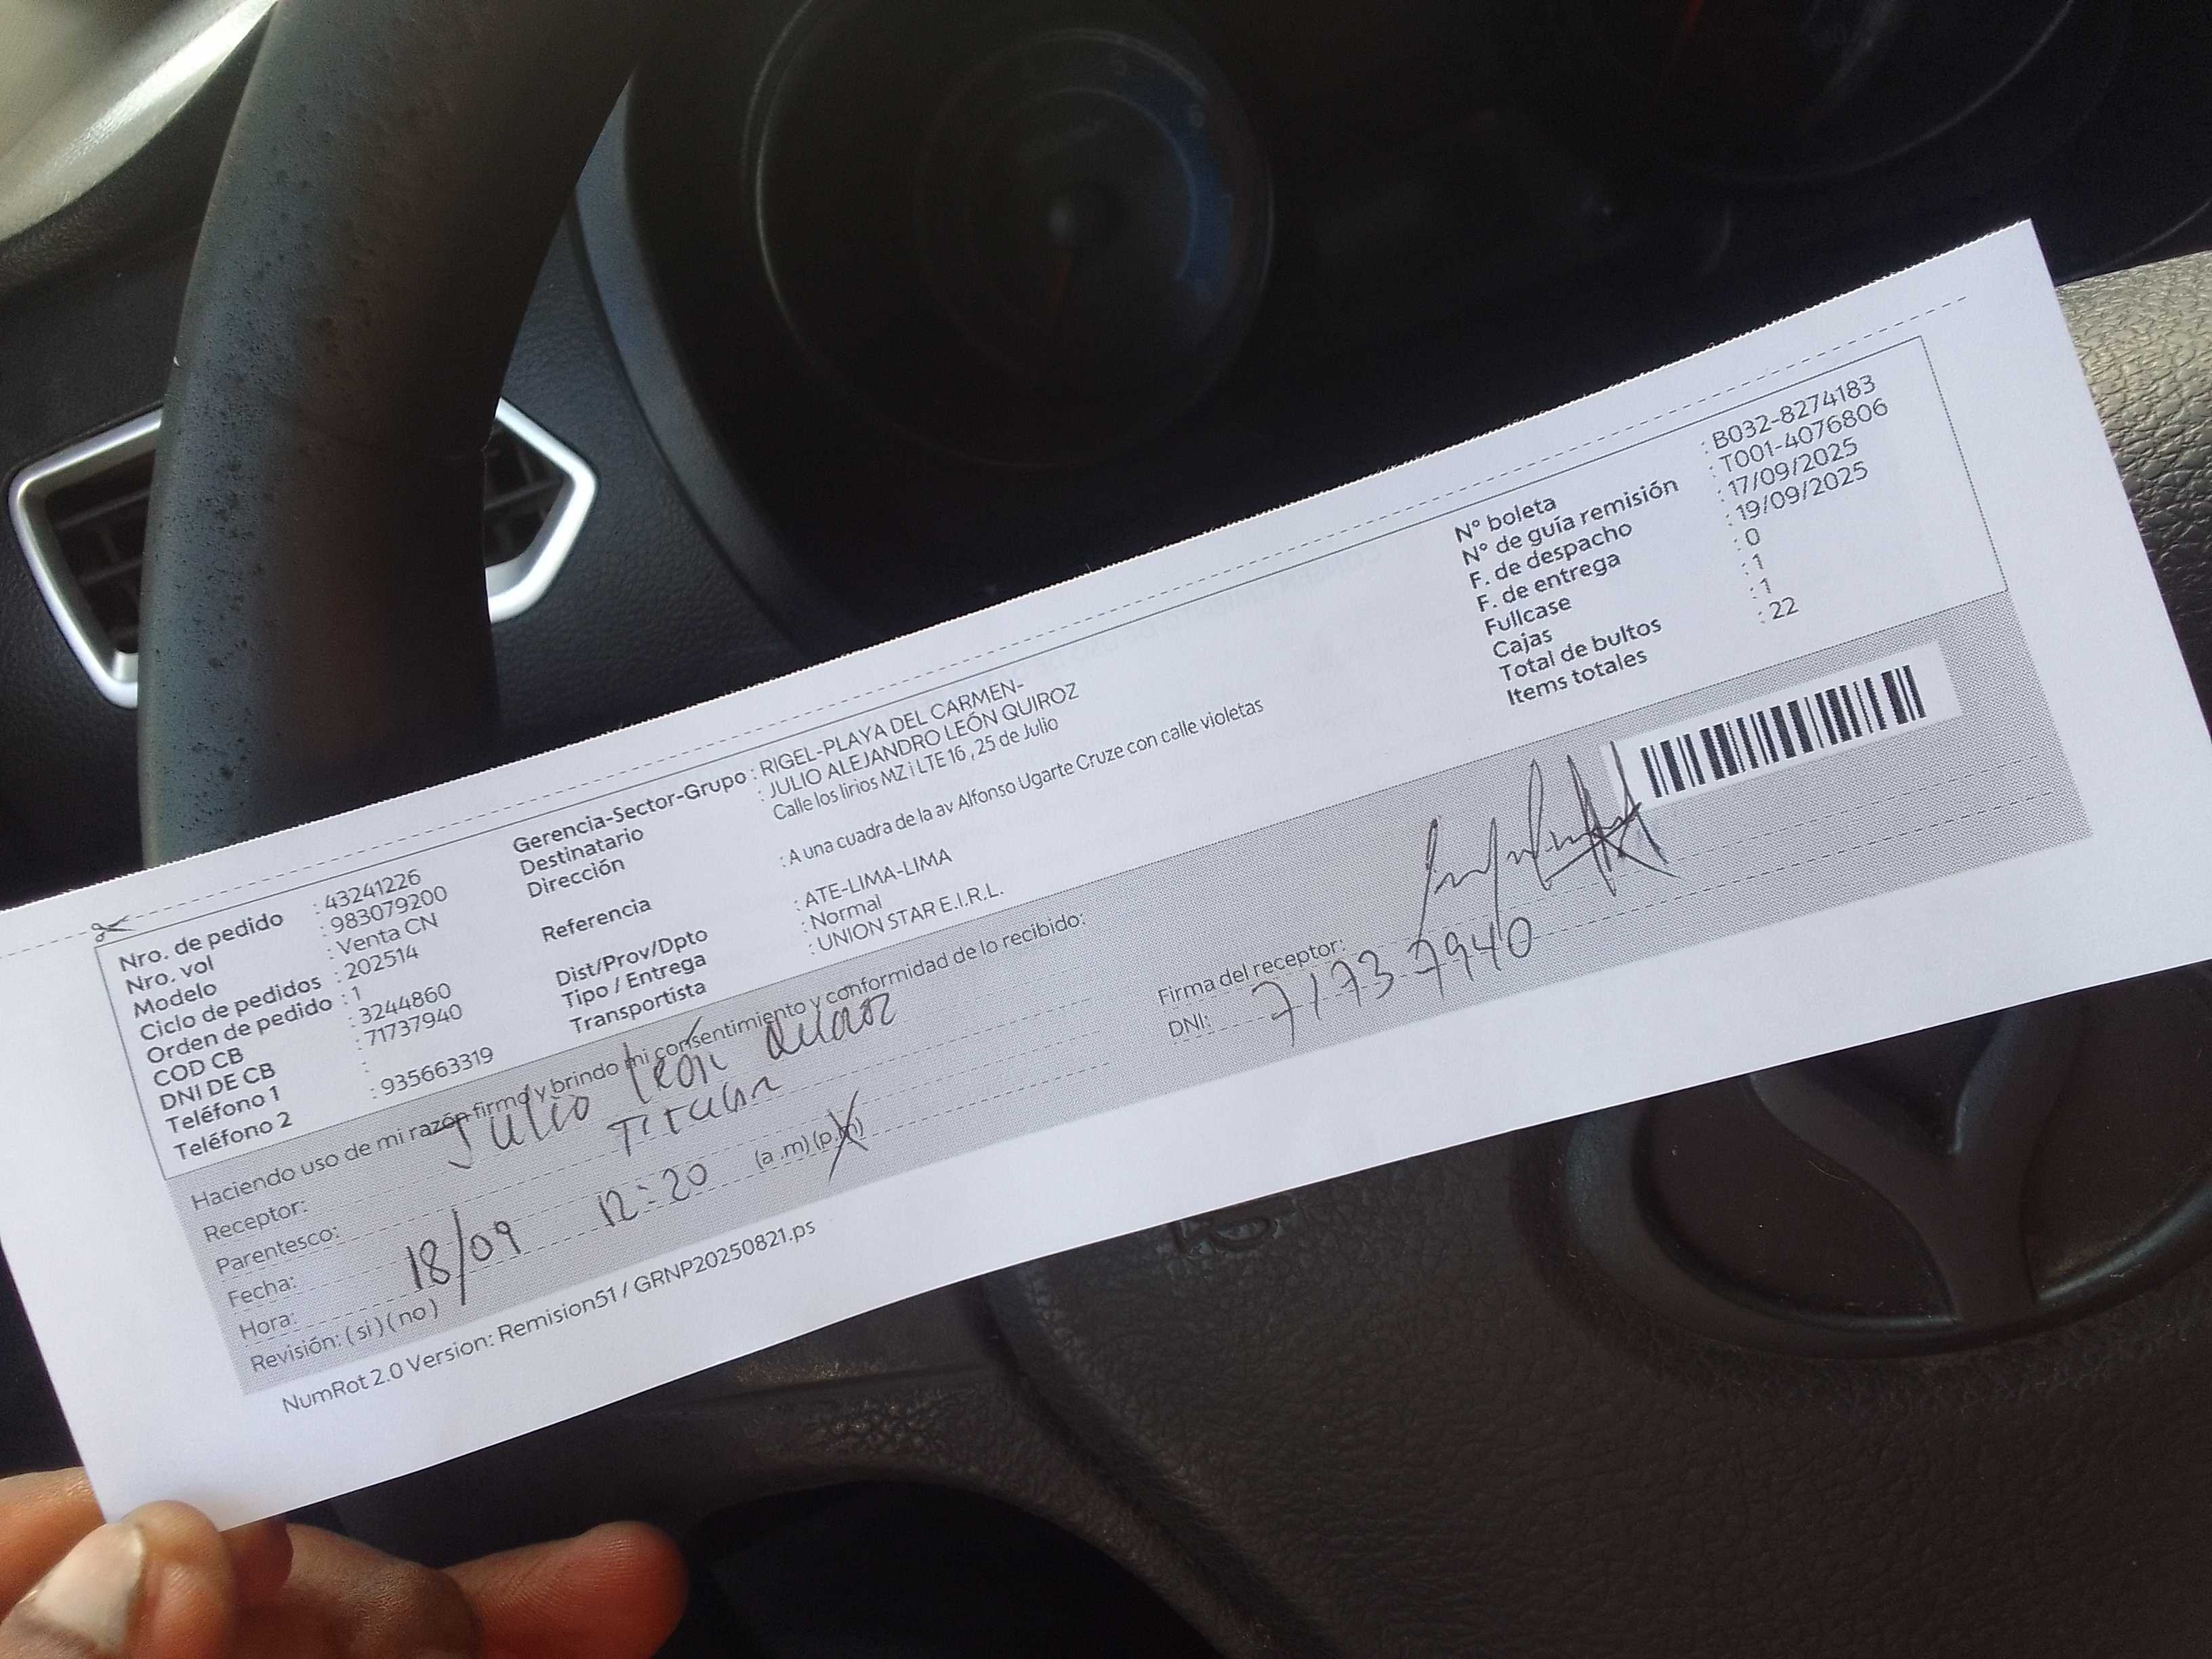 Nro. de pedido : 43241226
Nro. vol : 983079200
Modelo : Venta CN
Ciclo de pedidos : 202514
Orden de pedido : 1
COD CB : 3244860
DNI DE CB : 71737940
Teléfono 1 :
Teléfono 2 : 935663319
Gerencia-Sector-Grupo : RIGEL-PLAYA DEL CARMEN-
Destinatario : JULIO ALEJANDRO LEÓN QUIROZ
Dirección Calle los lirios MZ i LTE 16 , 25 de Julio
Referencia : A una cuadra de la av Alfonso Ugarte Cruze con calle violetas
Dist/Prov/Dpto : ATE-LIMA-LIMA
Tipo / Entrega : Normal
Transportista : UNION STAR E.I.R.L.
N° boleta : B032-8274183
N° de guía remisión : T001-4076806
F. de despacho : 17/09/2025
F. de entrega : 19/09/2025
Fullcase : 0
Cajas : 1
Total de bultos : 1
Items totales : 22
Haciendo uso de mi razón firmo y brindo mi consentimiento y conformidad de lo recibido:
Receptor: Julio León Quiroz
Parentesco: Titular
Fecha: 18/09
Hora: 12:20 (a .m) (p.m)
Revisión: ( si ) ( no )
Firma del receptor:
DNI: 71737940
NumRot 2.0 Version: Remision51 / GRNP20250821.ps